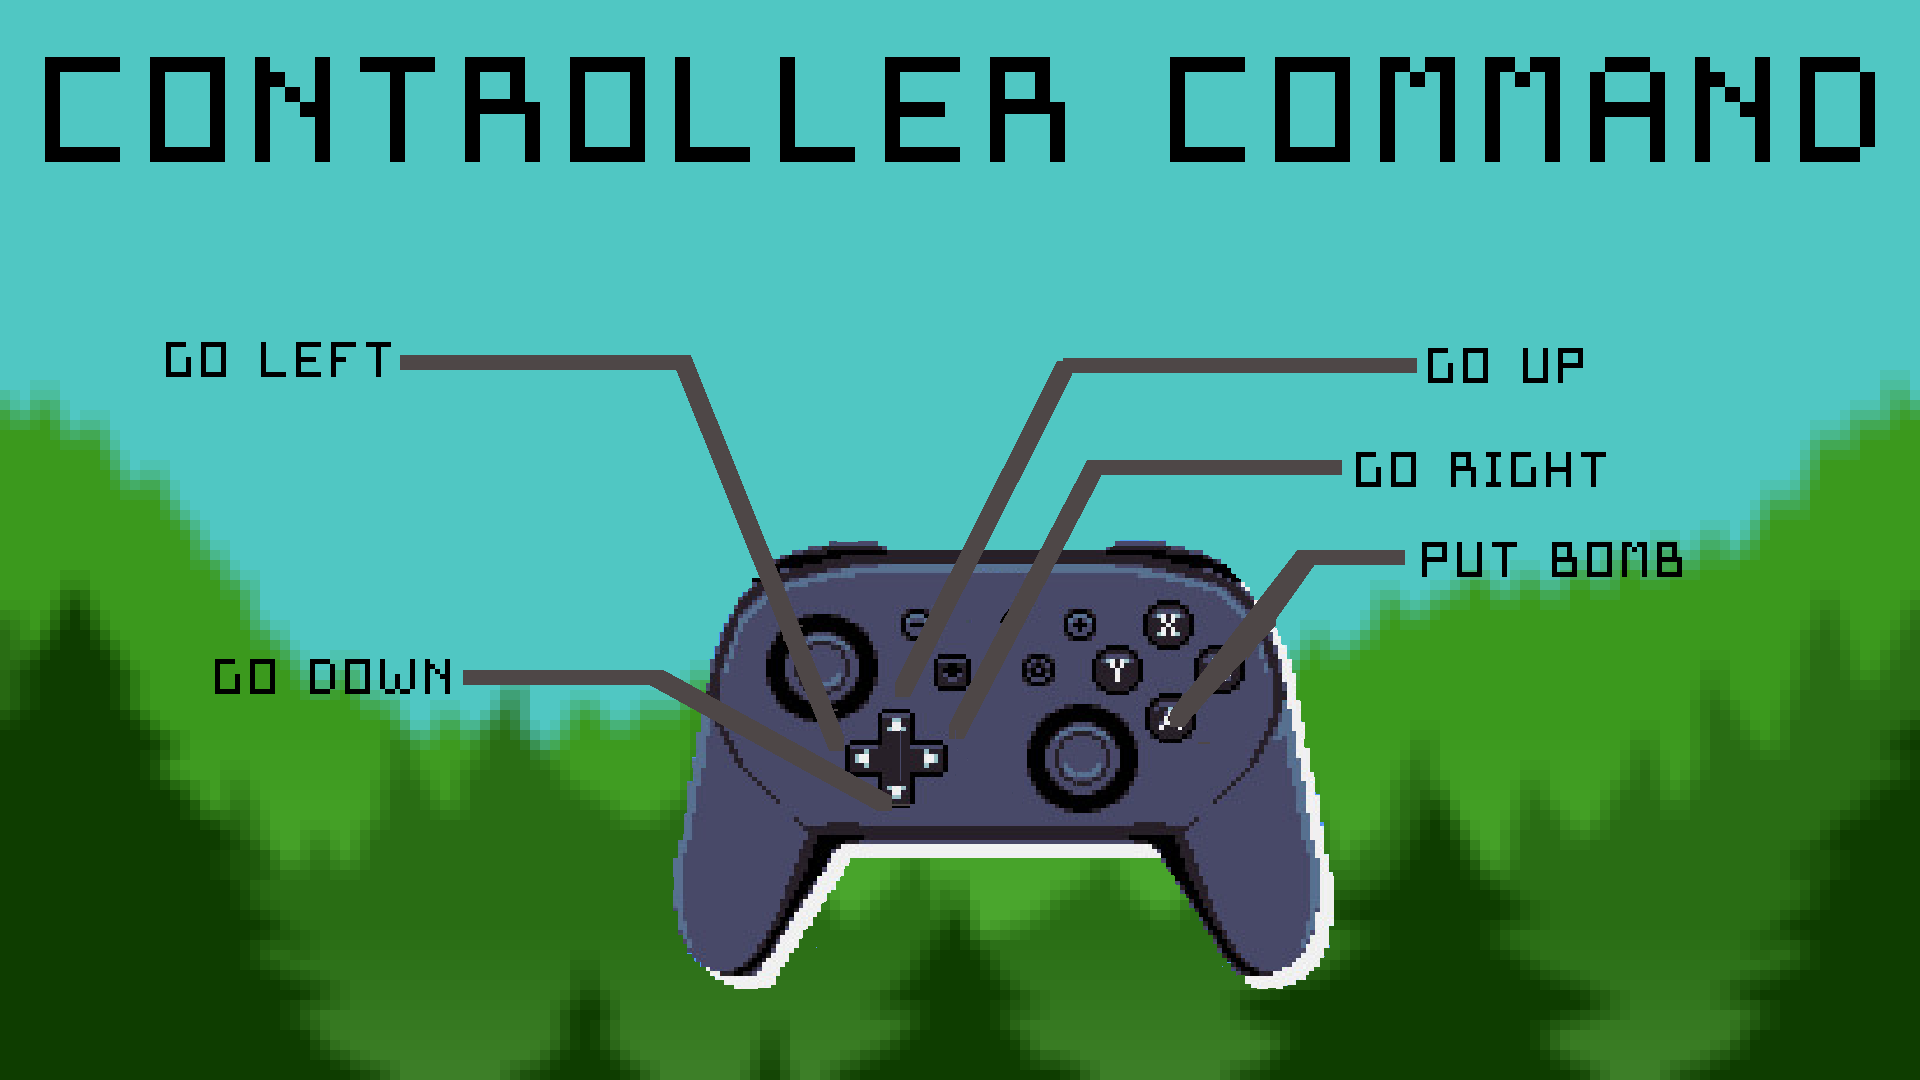 CONTROLLER COMMAND
GO LEFT
GO UP
GO RIGHT
PUT BOMB
GO DOWN
X
Y